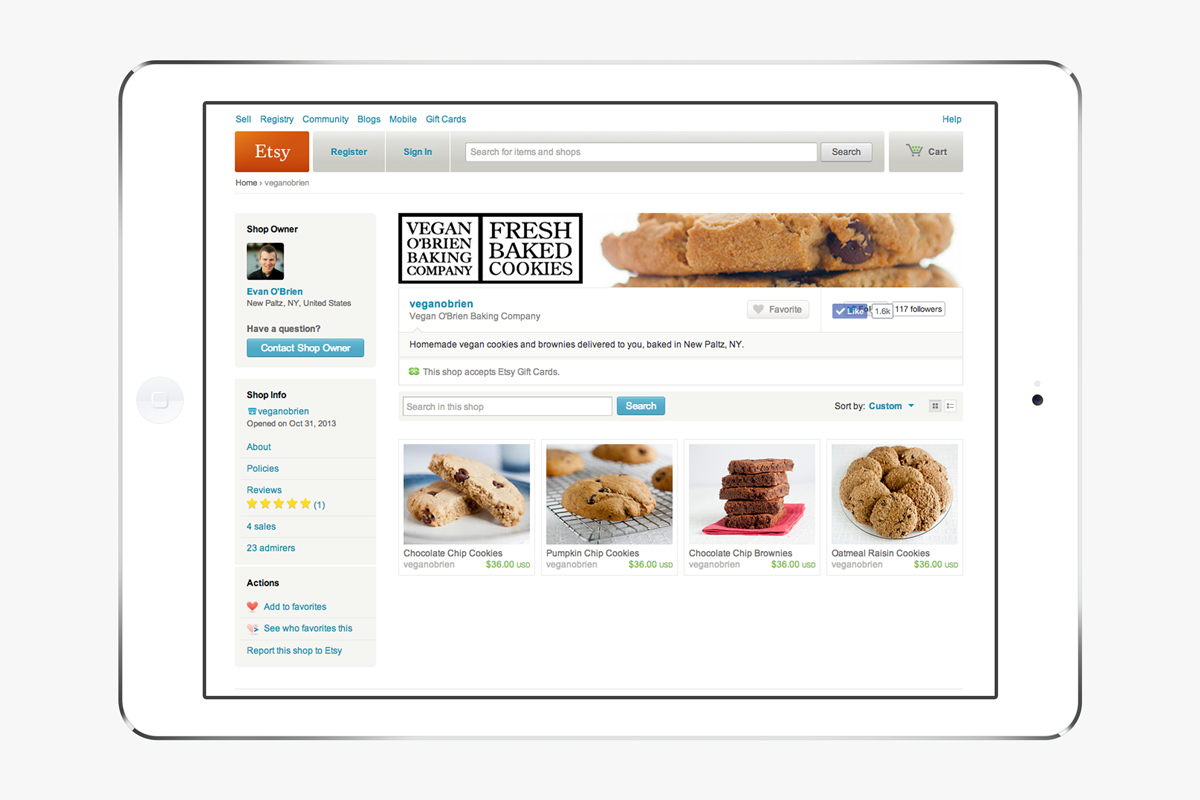 Sell Registry Community Blogs Mobile Gift Cards Help
Etsy Register Sign In Search for items and shops Search Cart
Home › veganobrien
Shop Owner
Evan O'Brien
New Paltz, NY, United States
Have a question?
Contact Shop Owner
Shop Info
veganobrien
Opened on Oct 31, 2013
About
Policies
Reviews
(1)
4 sales
23 admirers
Actions
Add to favorites
See who favorites this
Report this shop to Etsy
VEGAN
O'BRIEN
BAKING
COMPANY
FRESH
BAKED
COOKIES
veganobrien
Vegan O'Brien Baking Company
Favorite
Like 1.6k 117 followers
Homemade vegan cookies and brownies delivered to you, baked in New Paltz, NY.
This shop accepts Etsy Gift Cards.
Search in this shop Search Sort by: Custom
Chocolate Chip Cookies
veganobrien $36.00 USD
Pumpkin Chip Cookies
veganobrien $36.00 USD
Chocolate Chip Brownies
veganobrien $36.00 USD
Oatmeal Raisin Cookies
veganobrien $36.00 USD